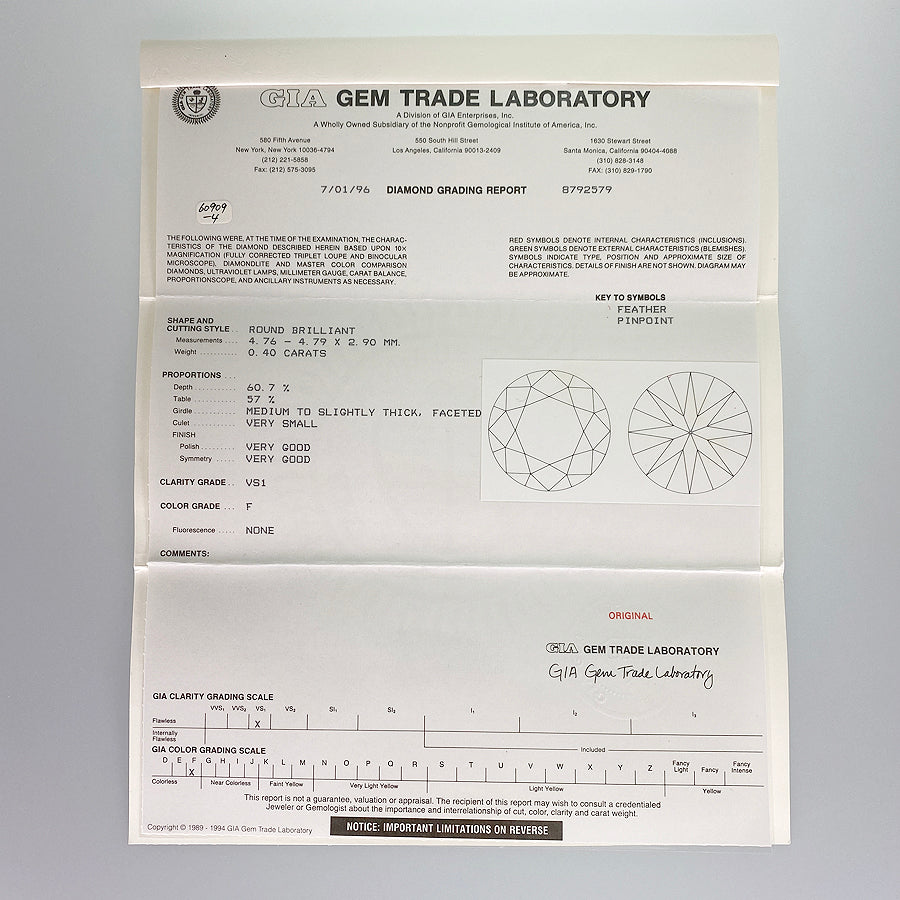 GIA GEM TRADE LABORATORY
A Division of GIA Enterprises, Inc.
A Wholly Owned Subsidiary of the Nonprofit Gemological Institute of America, Inc.
580 Fifth Avenue
New York, New York 10036-4794
(212) 221-5858
Fax: (212) 575-3095
550 South Hill Street
Los Angeles, California 90013-2409
1630 Stewart Street
Santa Monica, California 90404-4088
(310) 828-3148
FAX: (310) 829-1790
7/01/96 DIAMOND GRADING REPORT 8792579
60909
-4
THE FOLLOWING WERE, AT THE TIME OF THE EXAMINATION, THE CHARAC-
TERISTICS OF THE DIAMOND DESCRIBED HEREIN BASED UPON 10×
MAGNIFICATION (FULLY CORRECTED TRIPLET LOUPE AND BINOCULAR
MICROSCOPE), DIAMONDLITE AND MASTER COLOR COMPARISON
DIAMONDS, ULTRAVIOLET LAMPS, MILLIMETER GAUGE, CARAT BALANCE,
PROPORTIONSCOPE, AND ANCILLARY INSTRUMENTS AS NECESSARY.
RED SYMBOLS DENOTE INTERNAL CHARACTERISTICS (INCLUSIONS).
GREEN SYMBOLS DENOTE EXTERNAL CHARACTERISTICS (BLEMISHES).
SYMBOLS INDICATE TYPE, POSITION AND APPROXIMATE SIZE OF
CHARACTERISTICS. DETAILS OF FINISH ARE NOT SHOWN. DIAGRAM MAY
BE APPROXIMATE.
KEY TO SYMBOLS
FEATHER
PINPOINT
SHAPE AND
CUTTING STYLE .. ROUND BRILLIANT
Measurements .... 4.76 - 4.79 X 2.90 MM.
Weight ........... 0.40 CARATS
PROPORTIONS ...
Depth ........... 60.7 %
Table ........... 57 %
Girdle ........... MEDIUM TO SLIGHTLY THICK, FACETED
Culet ........... VERY SMALL
FINISH
Polish .......... VERY GOOD
Symmetry ....... VERY GOOD
CLARITY GRADE .. VS1
COLOR GRADE ... F
Fluorescence ..... NONE
COMMENTS:
ORIGINAL
GIA GEM TRADE LABORATORY
GIA Gem Trade Laboratory
GIA CLARITY GRADING SCALE
VVS₁ VVS₂ VS₁ VS₂ SI₁ SI₂ I₁ I₂ I₃
Flawless X
Internally
Flawless
Included
GIA COLOR GRADING SCALE
D E F G H I J K L M N O P Q R S T U V W X Y Z Fancy Light Fancy Fancy Intense
X
Colorless Near Colorless Faint Yellow Very Light Yellow Light Yellow Yellow
This report is not a guarantee, valuation or appraisal. The recipient of this report may wish to consult a credentialed
Jeweler or Gemologist about the importance and interrelationship of cut, color, clarity and carat weight.
Copyright © 1989 - 1994 GIA Gem Trade Laboratory
NOTICE: IMPORTANT LIMITATIONS ON REVERSE